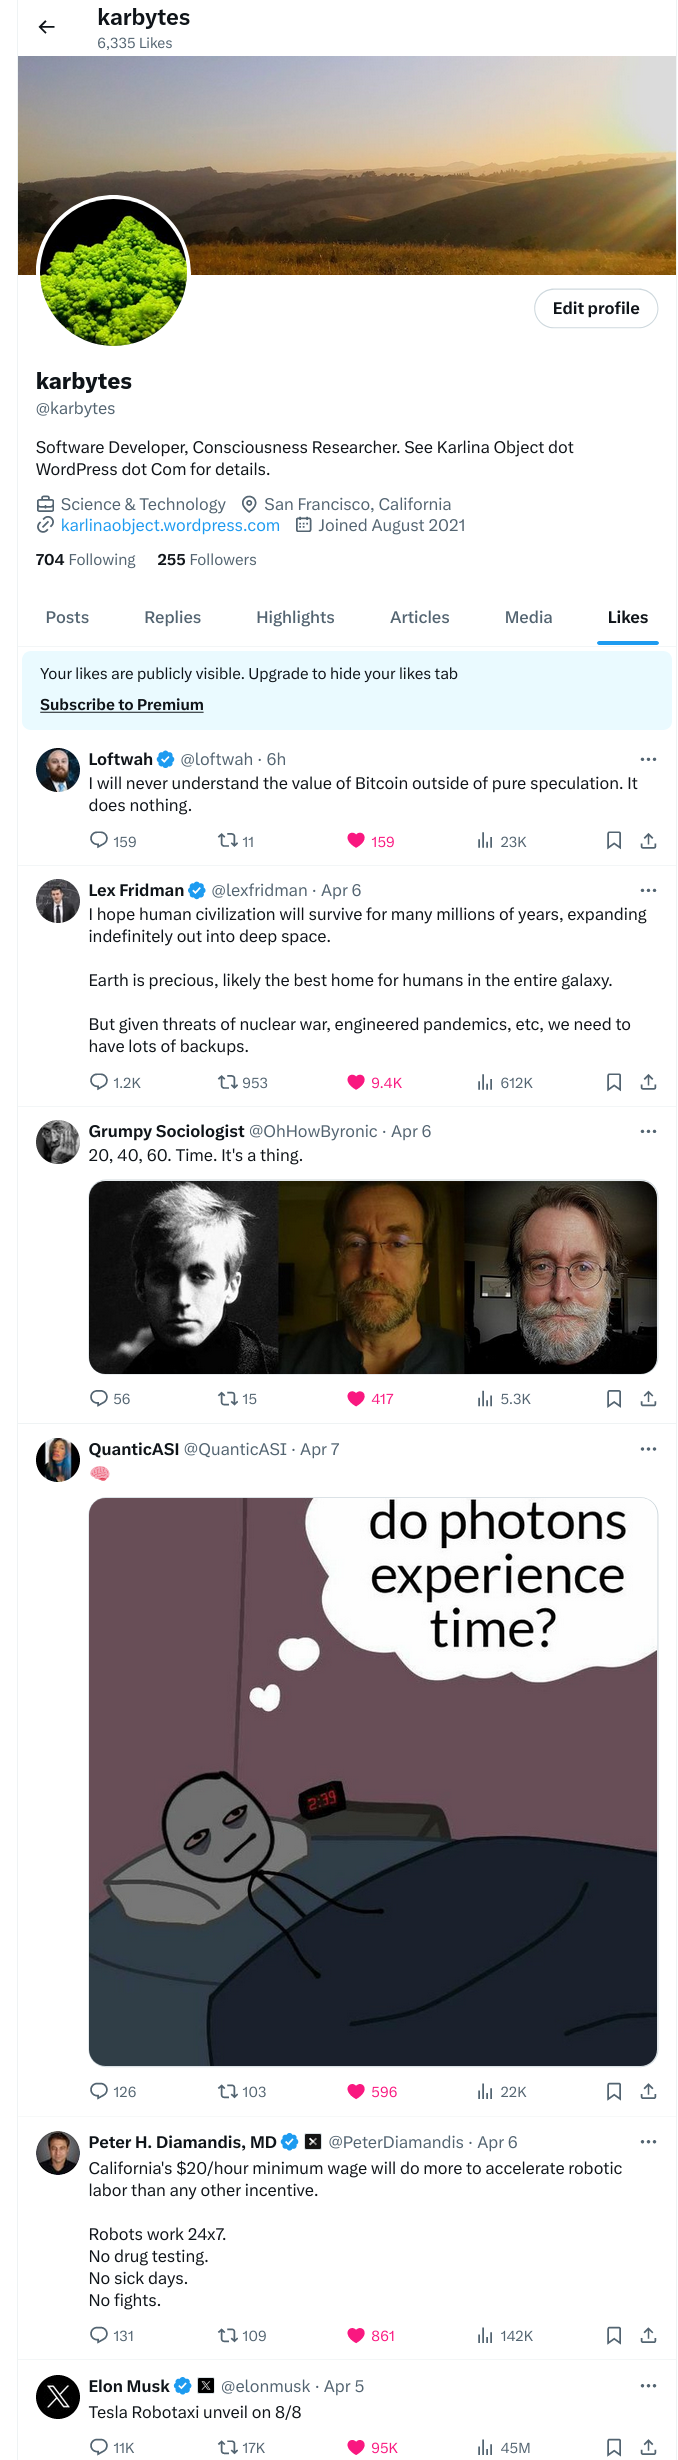 karbytes
6,335 Likes
Edit profile
karbytes
@karbytes
Software Developer, Consciousness Researcher. See Karlina Object dot
WordPress dot Com for details.
Science & Technology San Francisco, California
karlinaobject.wordpress.com Joined August 2021
704 Following 255 Followers
Posts Replies Highlights Articles Media Likes
Your likes are publicly visible. Upgrade to hide your likes tab
Subscribe to Premium
Loftwah @loftwah · 6h
I will never understand the value of Bitcoin outside of pure speculation. It
does nothing.
159 11 159 23K
Lex Fridman @lexfridman · Apr 6
I hope human civilization will survive for many millions of years, expanding
indefinitely out into deep space.
Earth is precious, likely the best home for humans in the entire galaxy.
But given threats of nuclear war, engineered pandemics, etc, we need to
have lots of backups.
1.2K 953 9.4K 612K
Grumpy Sociologist @OhHowByronic · Apr 6
20, 40, 60. Time. It's a thing.
56 15 417 5.3K
QuanticASI @QuanticASI · Apr 7
🧠
do photons
experience
time?
2:39
126 103 596 22K
Peter H. Diamandis, MD @PeterDiamandis · Apr 6
California's $20/hour minimum wage will do more to accelerate robotic
labor than any other incentive.
Robots work 24x7.
No drug testing.
No sick days.
No fights.
131 109 861 142K
Elon Musk @elonmusk · Apr 5
Tesla Robotaxi unveil on 8/8
11K 17K 95K 45M